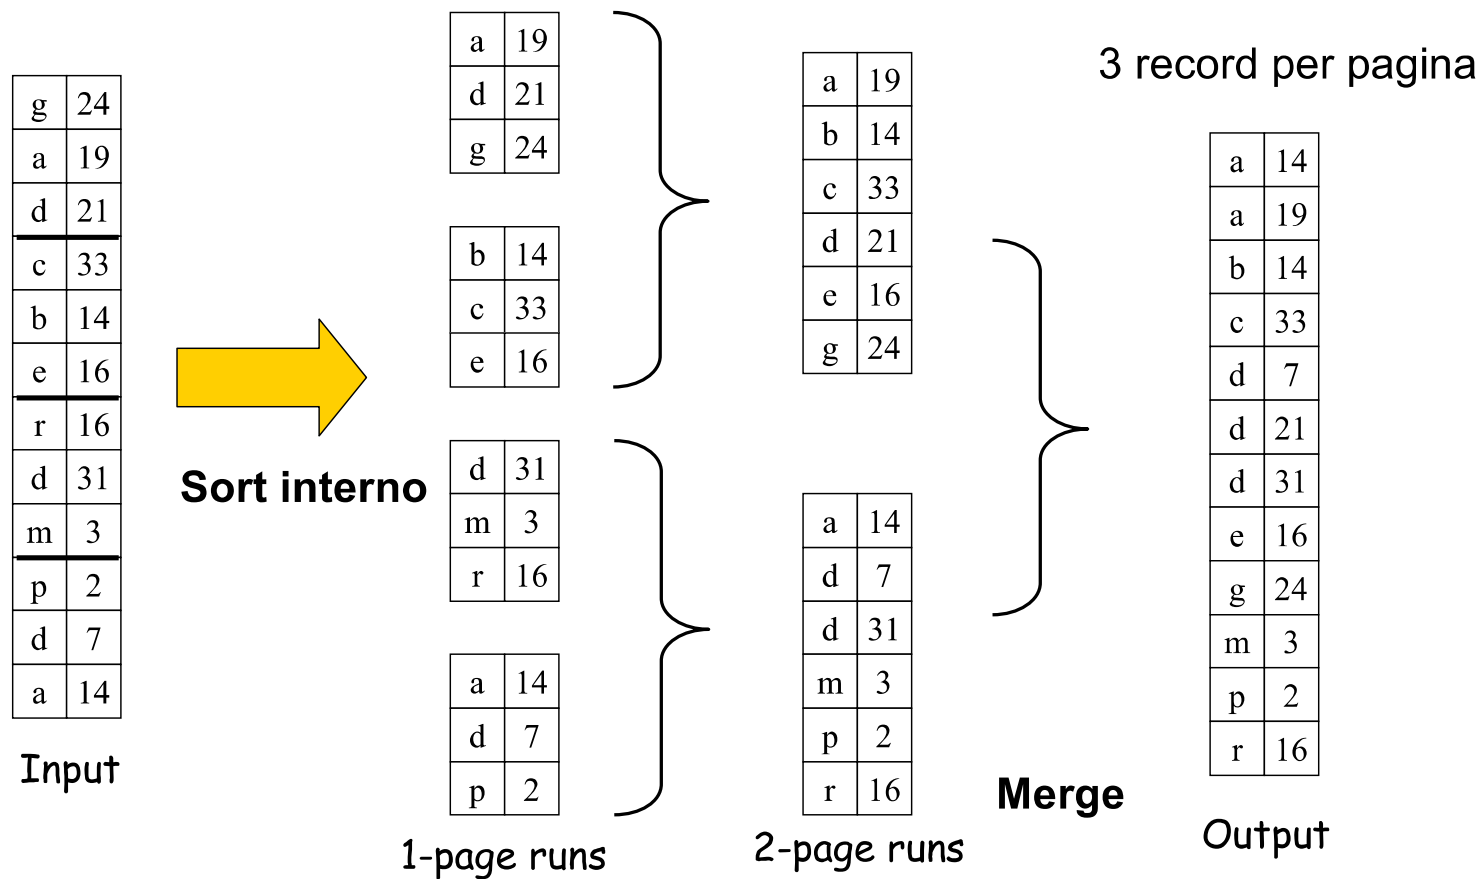 3 record per pagina
g 24
a 19
d 21
c 33
b 14
e 16
r 16
d 31
m 3
p 2
d 7
a 14
Input
Sort interno
a 19
d 21
g 24
b 14
c 33
e 16
d 31
m 3
r 16
a 14
d 7
p 2
1-page runs
a 19
b 14
c 33
d 21
e 16
g 24
a 14
d 7
d 31
m 3
p 2
r 16
2-page runs
Merge
a 14
a 19
b 14
c 33
d 7
d 21
d 31
e 16
g 24
m 3
p 2
r 16
Output